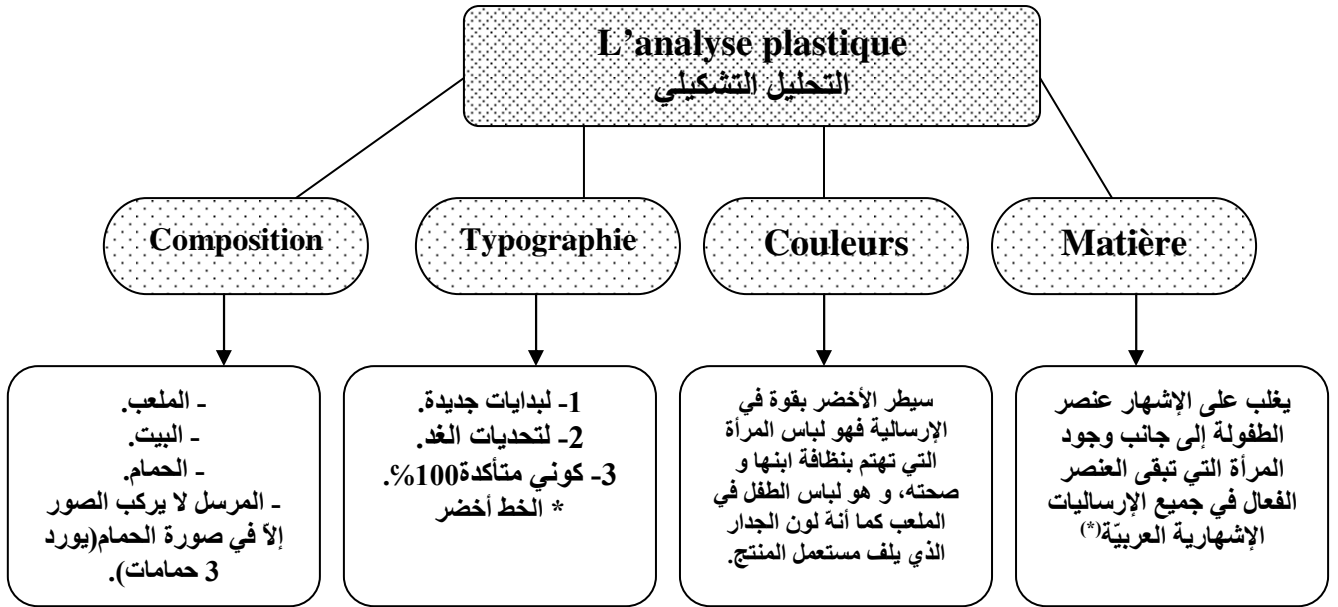 L'analyse plastique
التحليل التشكيلي
Composition
Typographie
Couleurs
Matière
- الملعب.
- البيت.
- الحمام.
- المرسل لا يركب الصور
إلاّ في صورة الحمام(يورد
3 حمامات).
1- لبدايات جديدة.
2- لتحديات الغد.
3- كوني متأكدة100%.
* الخط أخضر
سيطر الأخضر بقوة في
الإرسالية فهو لباس المرأة
التي تهتم بنظافة ابنها و
صحته، و هو لباس الطفل في
الملعب كما أنهّ لون الجدار
الذي يلف مستعمل المنتج.
يغلب على الإشهار عنصر
الطفولة إلى جانب وجود
المرأة التي تبقى العنصر
الفعال في جميع الإرساليات
الإشهارية العربيّة(*)